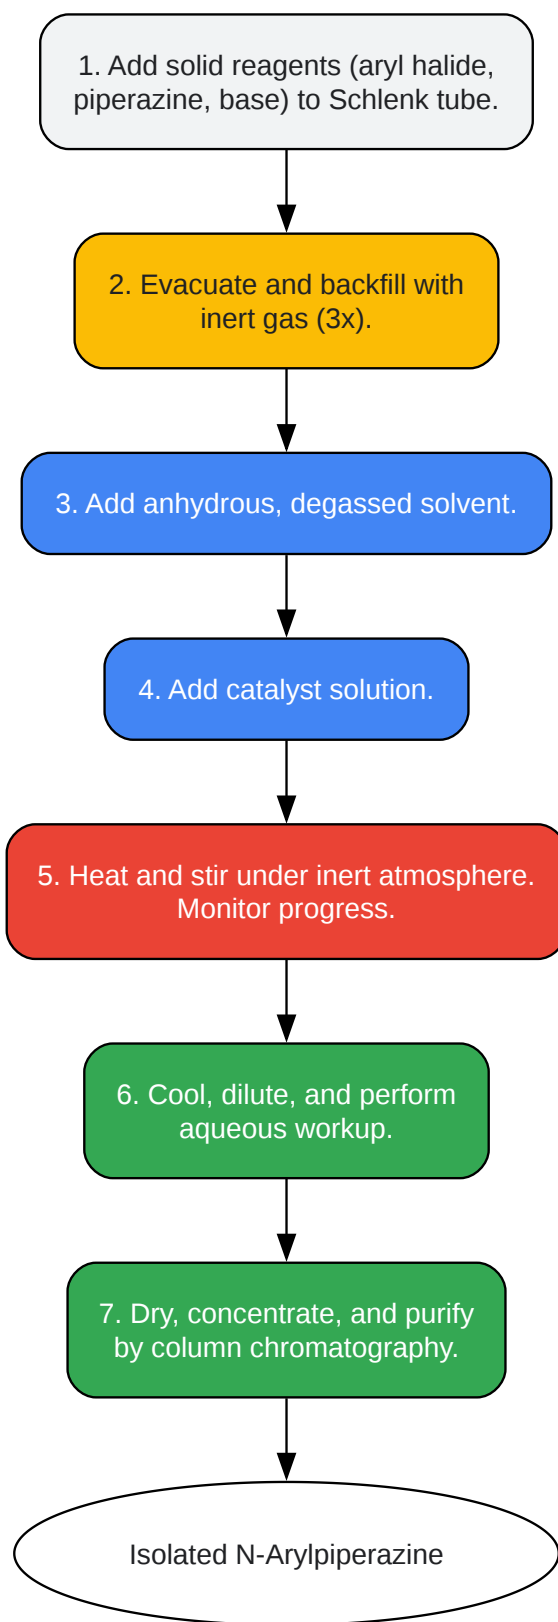 1. Add solid reagents (aryl halide,
piperazine, base) to Schlenk tube.
2. Evacuate and backfill with
inert gas (3x).
3. Add anhydrous, degassed solvent.
4. Add catalyst solution.
5. Heat and stir under inert atmosphere.
Monitor progress.
6. Cool, dilute, and perform
aqueous workup.
7. Dry, concentrate, and purify
by column chromatography.
Isolated N-Arylpiperazine